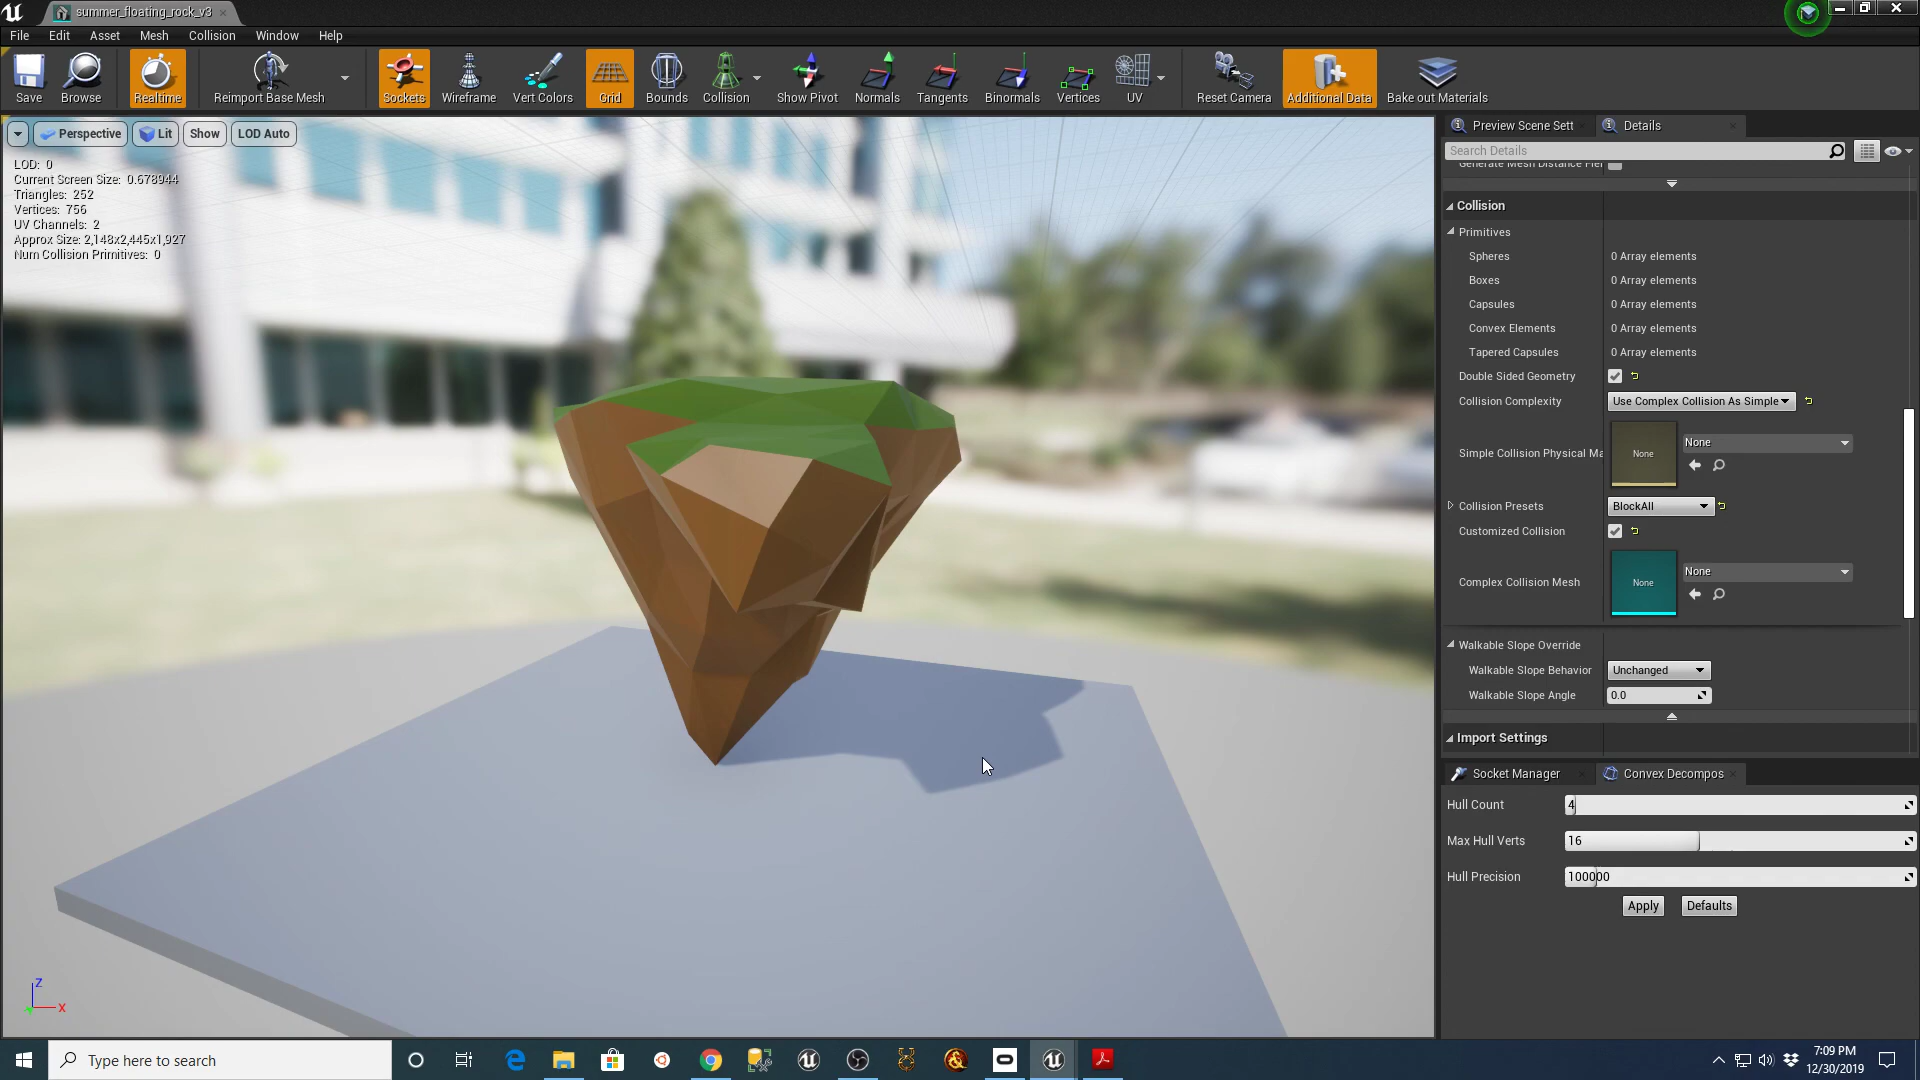 summer_floating_rock_v3
File Edit Asset Mesh Collision Window Help
Save Browse Realtime Reimport Base Mesh Sockets Wireframe Vert Colors Grid Bounds Collision Show Pivot Normals Tangents Binormals Vertices UV Reset Camera Additional Data Bake out Materials
Perspective Lit Show LOD Auto
LOD: 0
Current Screen Size: 0.678944
Triangles: 252
Vertices: 756
UV Channels: 2
Approx Size: 2,148x2,445x1,927
Num Collision Primitives: 0
Z
X
Preview Scene Sett Details
Search Details
Generate Mesh Distance Fiel
Collision
Primitives
Spheres 0 Array elements
Boxes 0 Array elements
Capsules 0 Array elements
Convex Elements 0 Array elements
Tapered Capsules 0 Array elements
Double Sided Geometry
Collision Complexity Use Complex Collision As Simple
Simple Collision Physical Ma None None
Collision Presets BlockAll
Customized Collision
Complex Collision Mesh None None
Walkable Slope Override
Walkable Slope Behavior Unchanged
Walkable Slope Angle 0.0
Import Settings
Socket Manager Convex Decompos
Hull Count 4
Max Hull Verts 16
Hull Precision 100000
Apply Defaults
Type here to search
7:09 PM
12/30/2019